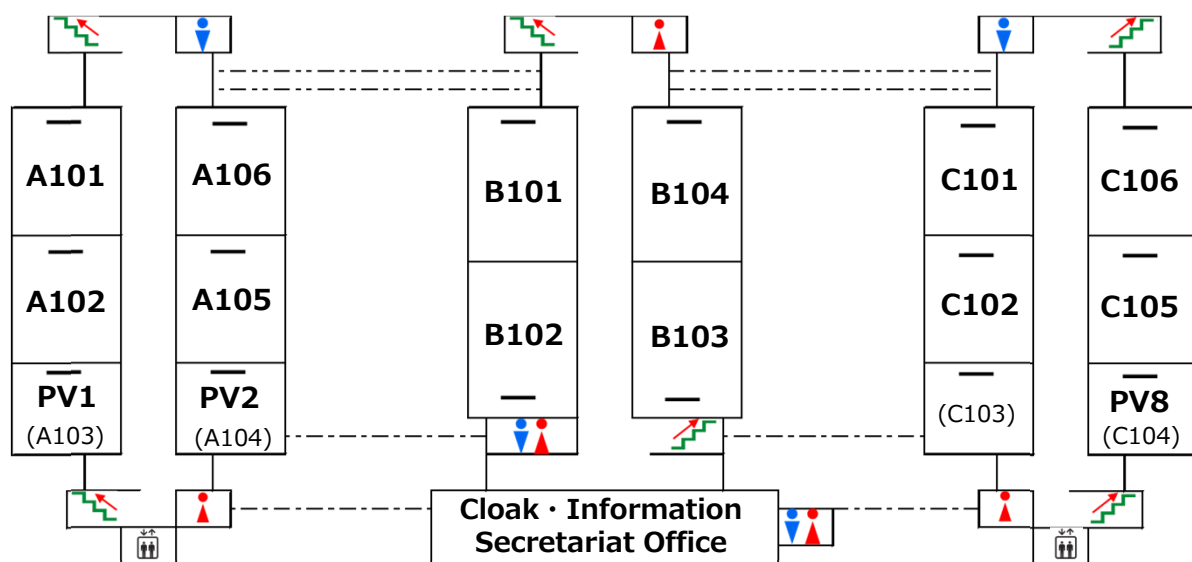 A101
A106
B101
B104
C101
C106
A102
A105
B102
B103
C102
C105
PV1
(A103)
PV2
(A104)
(C103)
PV8
(C104)
Cloak・Information
Secretariat Office